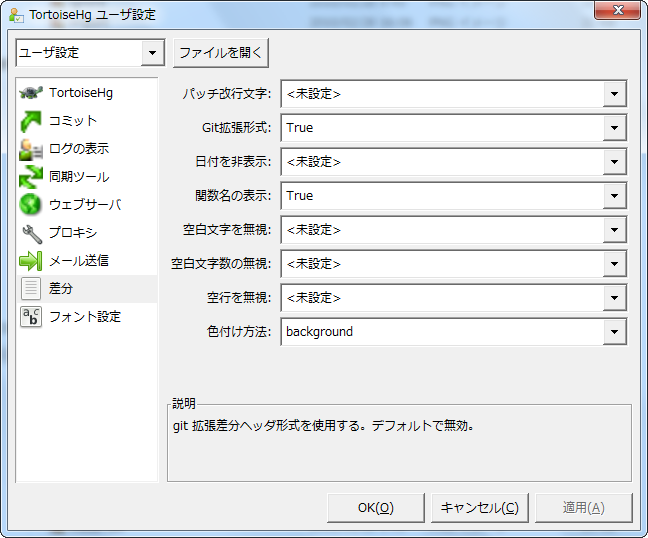 TortoiseHg ユーザ設定
ユーザ設定
ファイルを開く
TortoiseHg
コミット
ログの表示
同期ツール
ウェブサーバ
プロキシ
メール送信
差分
フォント設定
パッチ改行文字: <未設定>
Git拡張形式: True
日付を非表示: <未設定>
関数名の表示: True
空白文字を無視: <未設定>
空白文字数の無視: <未設定>
空行を無視: <未設定>
色付け方法: background
説明
git 拡張差分ヘッダ形式を使用する。デフォルトで無効。
OK(O)
キャンセル(C)
適用(A)